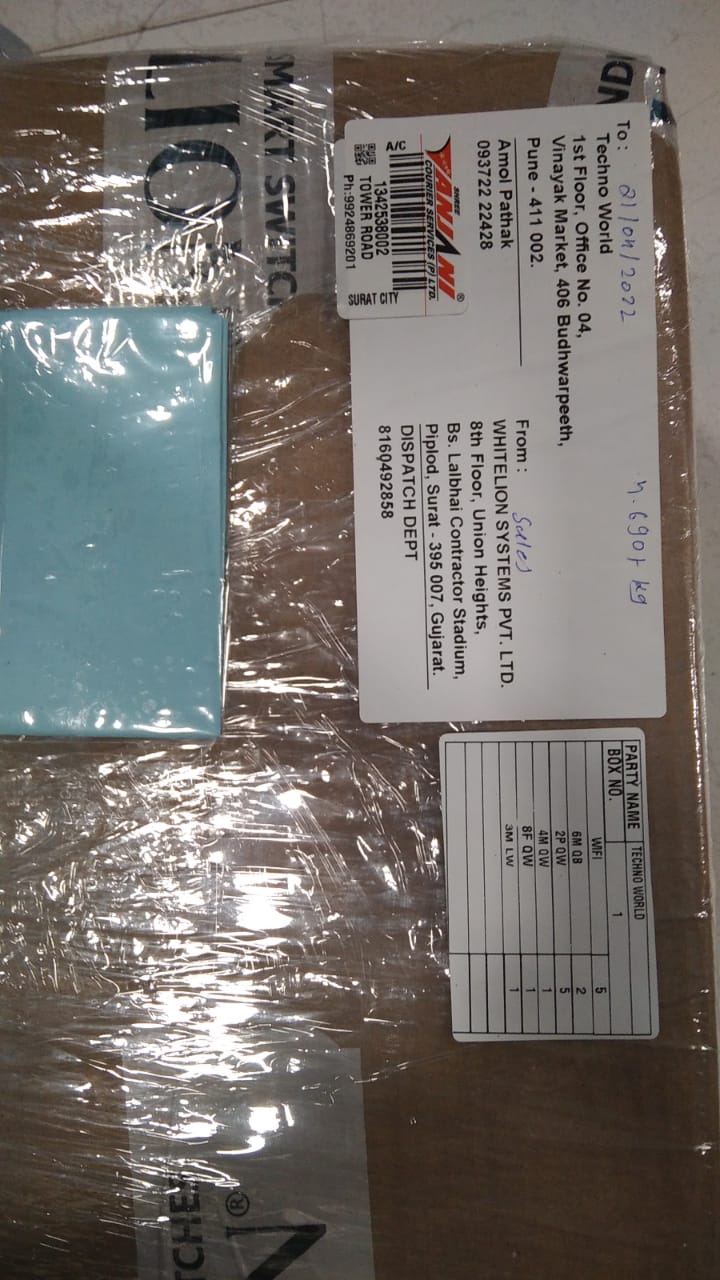 To : 21/04/2022
Techno World
1st Floor, Office No. 04,
Vinayak Market, 406 Budhwarpeeth,
Pune - 411 002.
Amol Pathak
093722 22428
4.690 kg
SHREE
ANJANI
COURIER SERVICES (P) LTD.
A/C
1342538002
TOWER ROAD
Ph:9924869201
SURAT CITY
From : Sales
WHITELION SYSTEMS PVT. LTD.
8th Floor, Union Heights,
Bs. Lalbhai Contractor Stadium,
Piplod, Surat - 395 007, Gujarat.
DISPATCH DEPT
8160492858
PARTY NAME TECHNO WORLD
BOX NO. 1
WIFI 5
6M QB 2
2P QW 5
4M QW 1
8F QW 1
3M LW 1
SMART SWITC
LIO
N®
TCHES